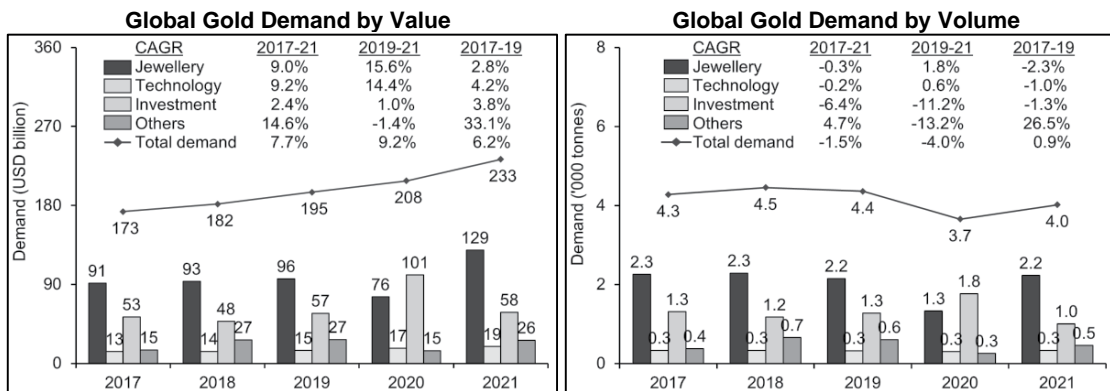 Global Gold Demand by Value
360
270
180
90
0
Demand (USD billion)
CAGR 2017-21 2019-21 2017-19
Jewellery 9.0% 15.6% 2.8%
Technology 9.2% 14.4% 4.2%
Investment 2.4% 1.0% 3.8%
Others 14.6% -1.4% 33.1%
Total demand 7.7% 9.2% 6.2%
173 182 195 208 233
91 13 53 15
93 14 48 27
96 15 57 27
76 17 101 15
129 19 58 26
2017 2018 2019 2020 2021
Global Gold Demand by Volume
8
6
4
2
0
Demand ('000 tonnes)
CAGR 2017-21 2019-21 2017-19
Jewellery -0.3% 1.8% -2.3%
Technology -0.2% 0.6% -1.0%
Investment -6.4% -11.2% -1.3%
Others 4.7% -13.2% 26.5%
Total demand -1.5% -4.0% 0.9%
4.3 4.5 4.4 3.7 4.0
2.3 0.3 1.3 0.4
2.3 0.3 1.2 0.7
2.2 0.3 1.3 0.6
1.3 0.3 1.8 0.3
2.2 0.3 1.0 0.5
2017 2018 2019 2020 2021